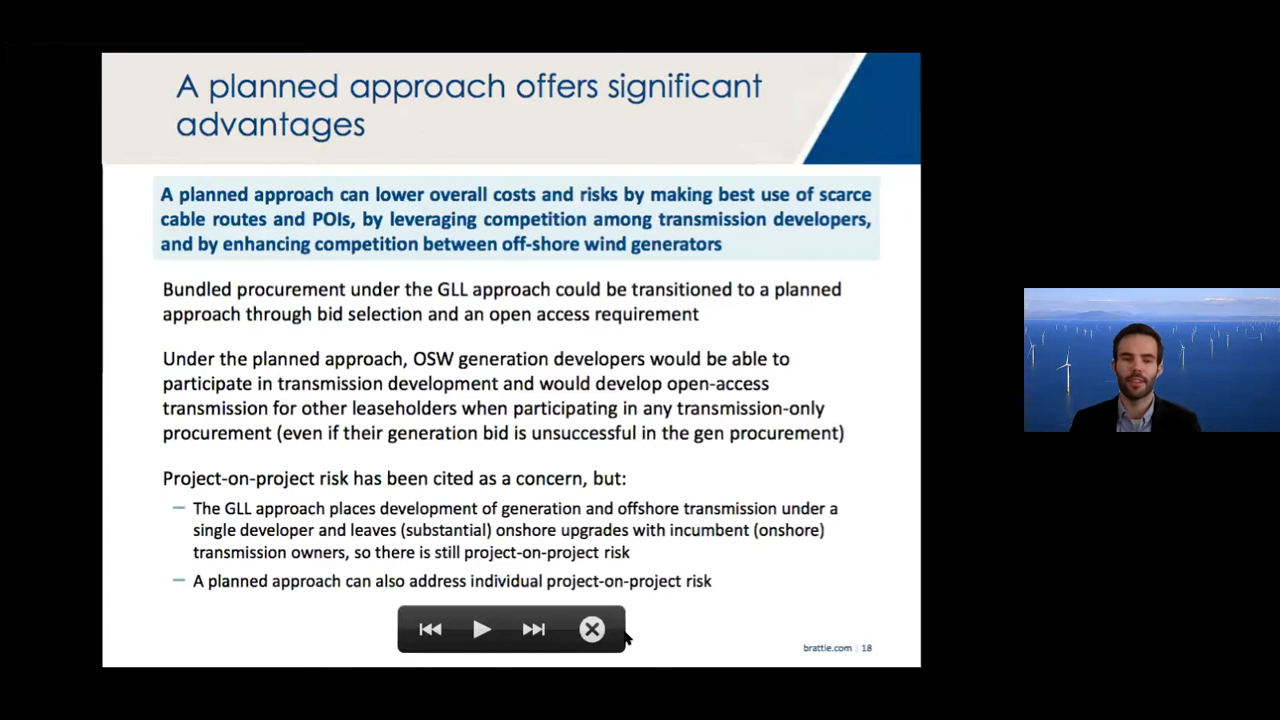 A planned approach offers significant
advantages
A planned approach can lower overall costs and risks by making best use of scarce
cable routes and POIs, by leveraging competition among transmission developers,
and by enhancing competition between off-shore wind generators
Bundled procurement under the GLL approach could be transitioned to a planned
approach through bid selection and an open access requirement
Under the planned approach, OSW generation developers would be able to
participate in transmission development and would develop open-access
transmission for other leaseholders when participating in any transmission-only
procurement (even if their generation bid is unsuccessful in the gen procurement)
Project-on-project risk has been cited as a concern, but:
– The GLL approach places development of generation and offshore transmission under a
single developer and leaves (substantial) onshore upgrades with incumbent (onshore)
transmission owners, so there is still project-on-project risk
– A planned approach can also address individual project-on-project risk
brattle.com | 18